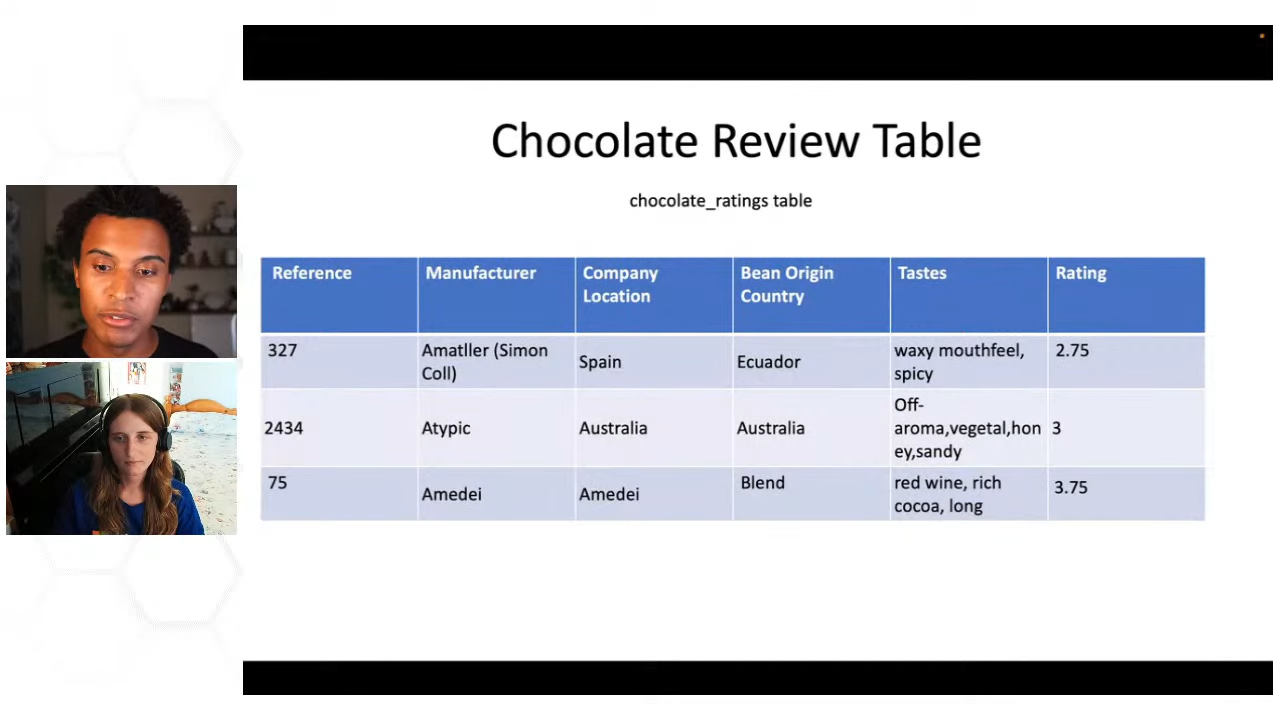 Chocolate Review Table
chocolate_ratings table
Reference Manufacturer Company Bean Origin Tastes Rating
Location Country
327 Amatller (Simon Spain Ecuador waxy mouthfeel, 2.75
Coll) spicy
Off-
2434 Atypic Australia Australia aroma,vegetal,hon 3
ey,sandy
75 Amedei Amedei Blend red wine, rich 3.75
cocoa, long